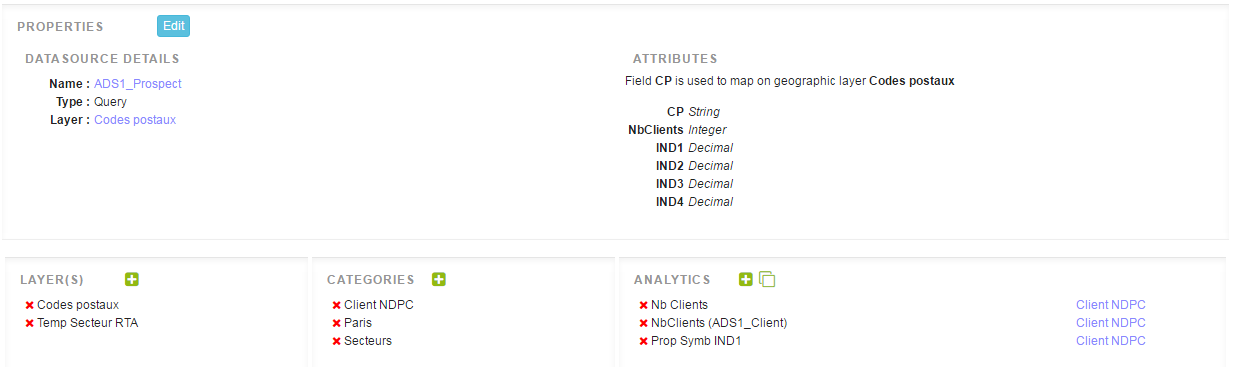 PROPERTIES Edit
DATASOURCE DETAILS
Name : ADS1_Prospect
Type : Query
Layer : Codes postaux
ATTRIBUTES
Field CP is used to map on geographic layer Codes postaux
CP String
NbClients Integer
IND1 Decimal
IND2 Decimal
IND3 Decimal
IND4 Decimal
LAYER(S)
Codes postaux
Temp Secteur RTA
CATEGORIES
Client NDPC
Paris
Secteurs
ANALYTICS
Nb Clients Client NDPC
NbClients (ADS1_Client) Client NDPC
Prop Symb IND1 Client NDPC